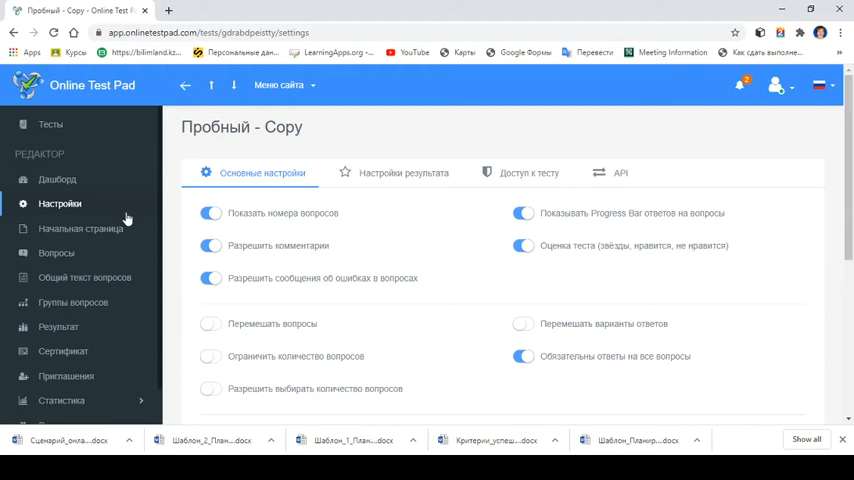 Пробный - Copy - Online Test Pad
app.onlinetestpad.com/tests/gdrabdpeistty/settings
Apps
Курсы
https://bilimland.kz...
Персональные дан...
LearningApps.org -...
YouTube
Карты
Google Формы
Перевести
Meeting Information
Как сдать выполне...
Online Test Pad
Меню сайта
2
Тесты
РЕДАКТОР
Дашборд
Настройки
Начальная страница
Вопросы
Общий текст вопросов
Группы вопросов
Результат
Сертификат
Приглашения
Статистика
Пробный - Copy
Основные настройки
Настройки результата
Доступ к тесту
API
Показать номера вопросов
Показывать Progress Bar ответов на вопросы
Разрешить комментарии
Оценка теста (звёзды, нравится, не нравится)
Разрешить сообщения об ошибках в вопросах
Перемешать вопросы
Перемешать варианты ответов
Ограничить количество вопросов
Обязательны ответы на все вопросы
Разрешить выбирать количество вопросов
Сценарий_онла....docx
Шаблон_2_План....docx
Шаблон_1_План....docx
Критерии_успеш....docx
Шаблон_Планир....docx
Show all